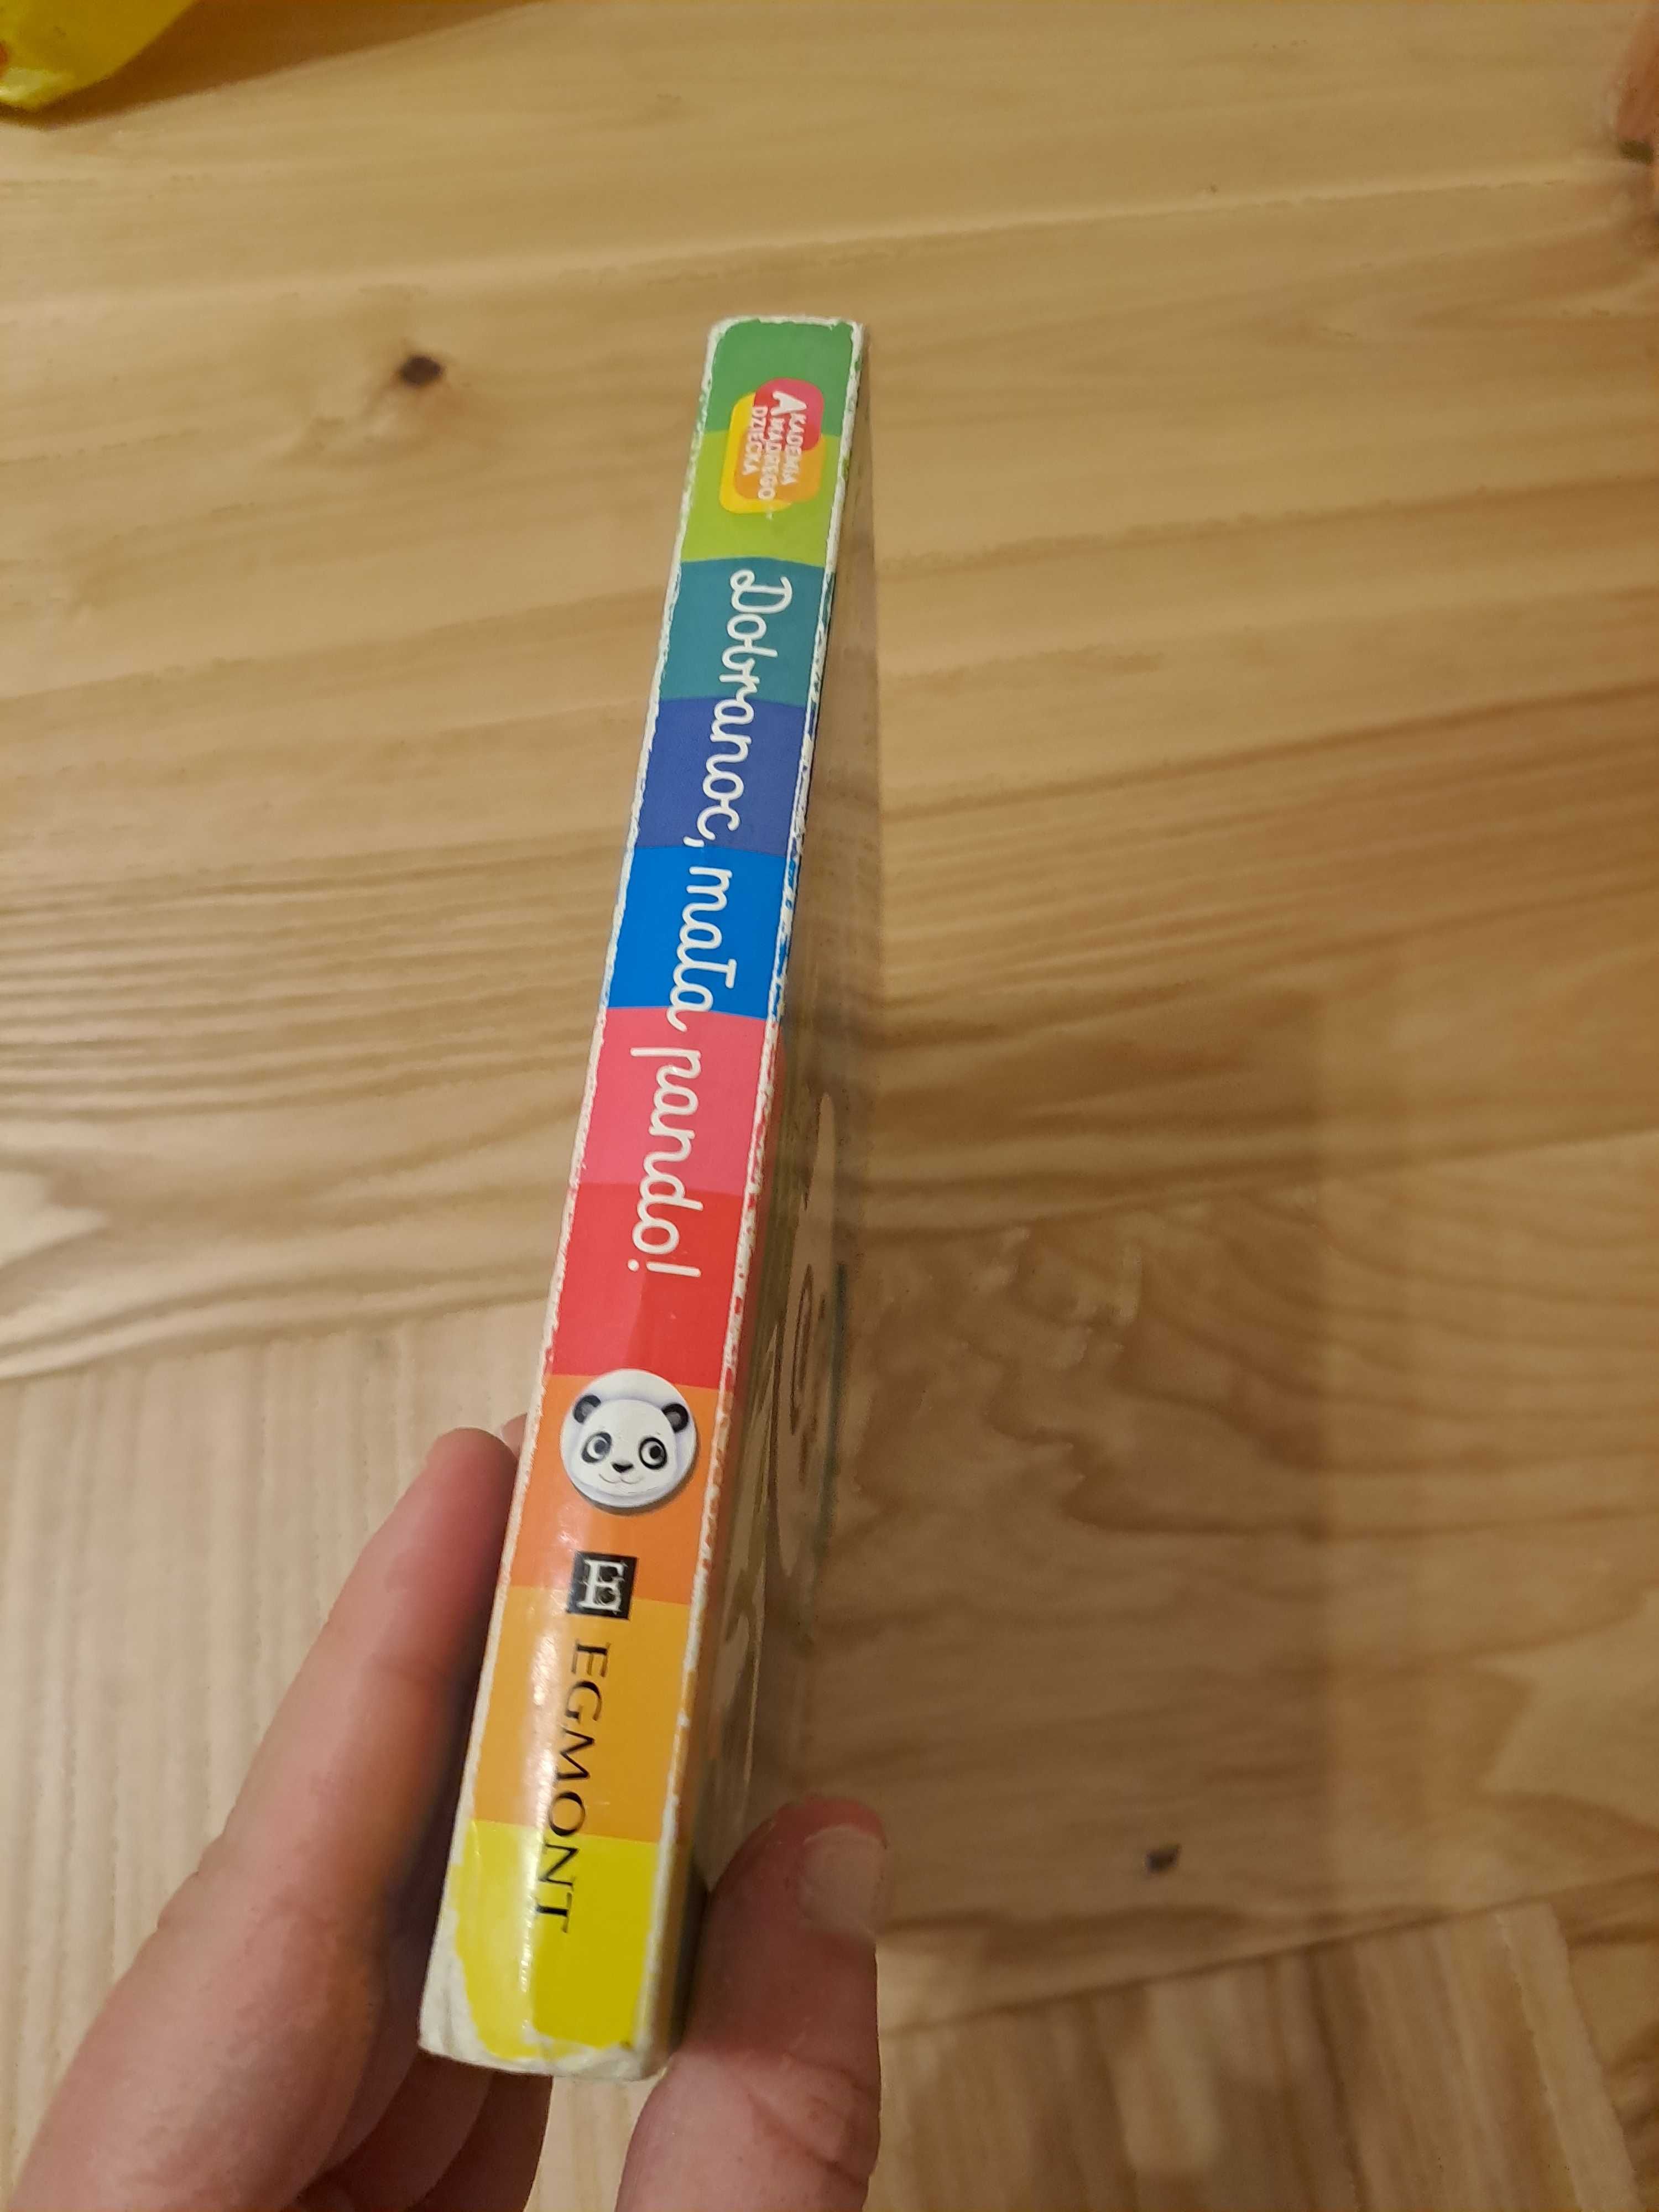 AKADEMIA
MĄDREGO
DZIECKA
Dobranoc, mała pando!
E EGMONT